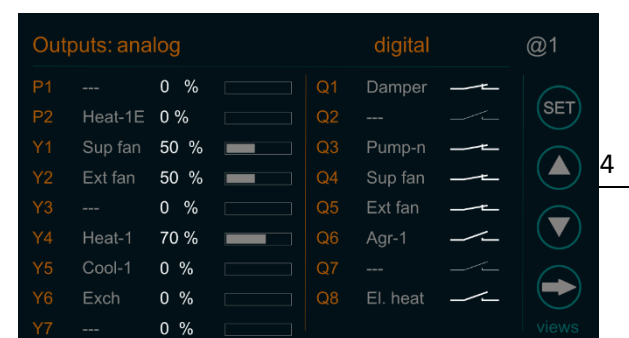 Outputs: analog digital @1
P1 --- 0 % Q1 Damper
P2 Heat-1E 0 % Q2 --- SET
Y1 Sup fan 50 % Q3 Pump-n 4
Y2 Ext fan 50 % Q4 Sup fan
Y3 --- 0 % Q5 Ext fan
Y4 Heat-1 70 % Q6 Agr-1
Y5 Cool-1 0 % Q7 ---
Y6 Exch 0 % Q8 El. heat
Y7 --- 0 % views